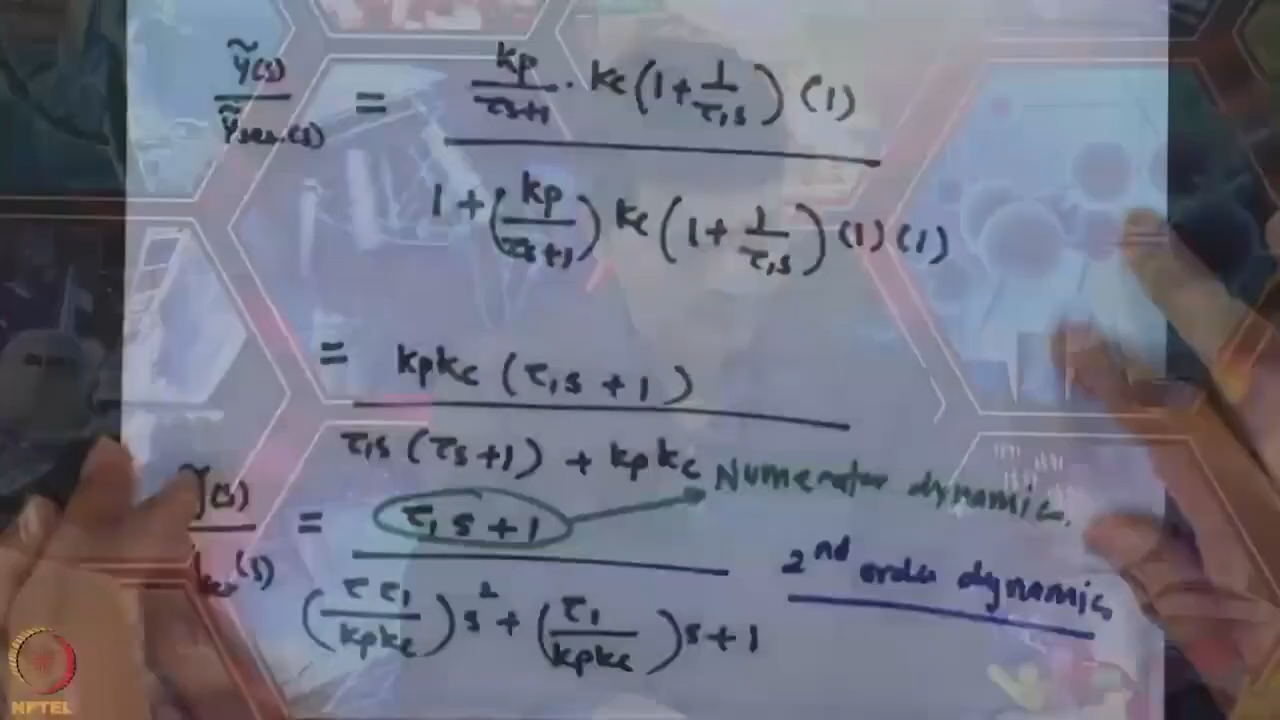 ỹ(s) / ỹset.(s) = kp/(τs+1) · kc (1 + 1/(τ₁s)) (1)
1 + (kp/(τs+1)) kc (1 + 1/(τ₁s)) (1) (1)
= kpkc (τ₁s + 1)
τ₁s (τs+1) + kpkc
Numerator dynamic.
ỹ(s) / (s) = τ₁s + 1
2nd order dynamic.
(ττ₁/kpkc) s² + (τ₁/kpkc) s + 1
NPTEL